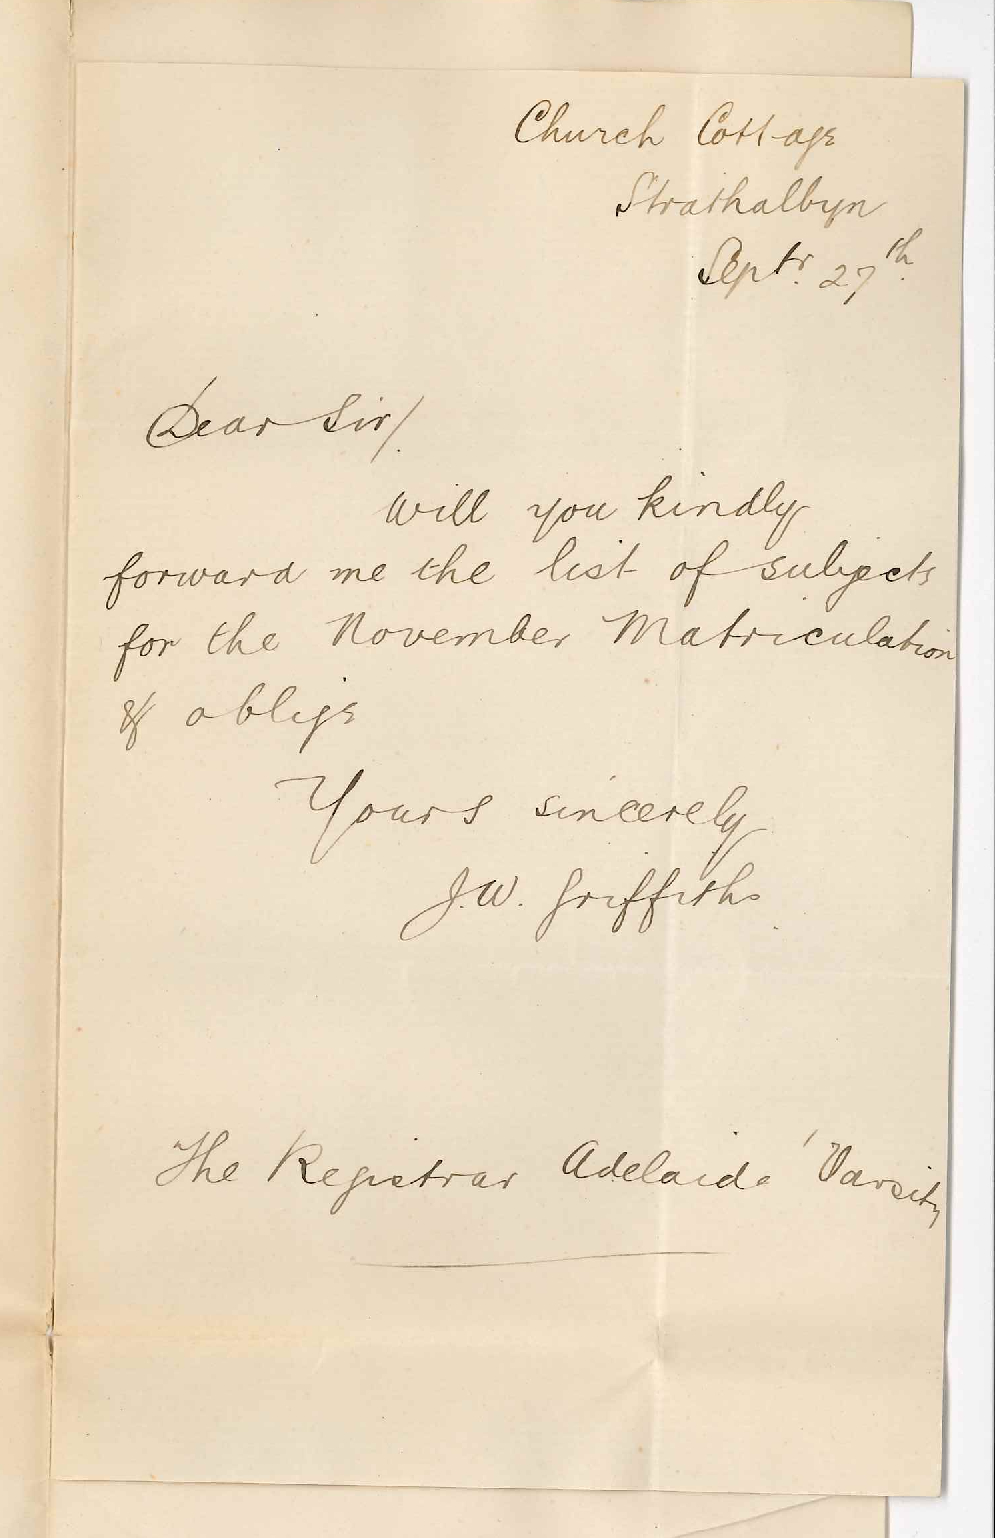 Church Cottage
Strathalbyn
Septr. 27th.
Dear Sir/
Will you kindly
forward me the list of subjects
for the November Matriculation
& oblige
Yours sincerely
J.W. Griffiths
The Registrar Adelaide 'Varsity